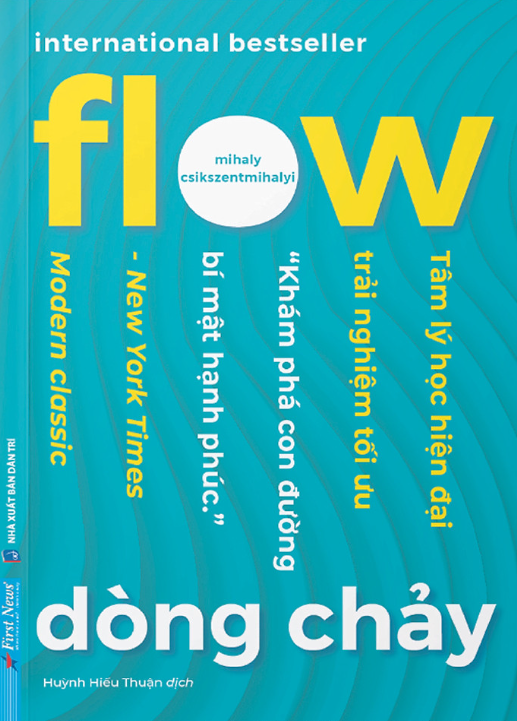 international bestseller
flow
mihaly
csikszentmihalyi
Tâm lý học hiện đại
trải nghiệm tối ưu
“Khám phá con đường
bí mật hạnh phúc.”
- New York Times
Modern classic
dòng chảy
Huỳnh Hiếu Thuận dịch
NHÀ XUẤT BẢN DÂN TRÍ
First News